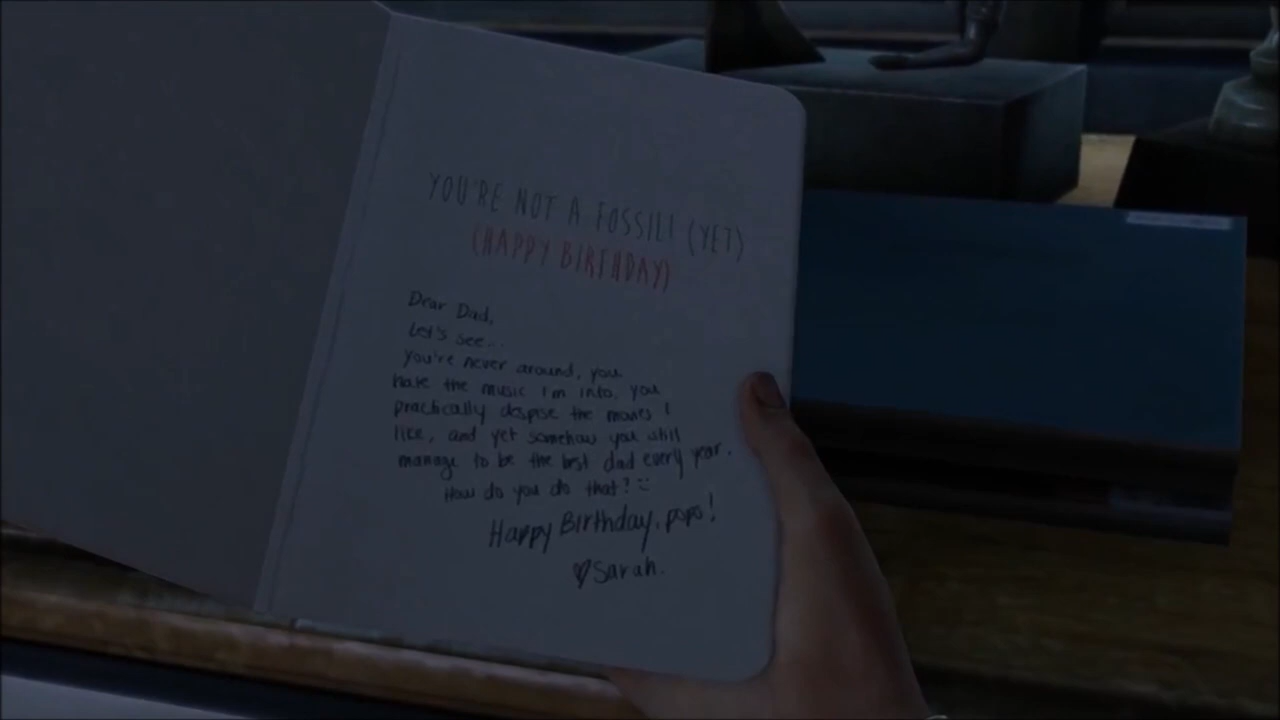 YOU'RE NOT A FOSSIL! (YET)
(HAPPY BIRTHDAY)
Dear Dad,
Let's see...
you're never around, you
hate the music I'm into, you
practically despise the movies I
like, and yet somehow you still
manage to be the best dad every year.
How do you do that? :)
Happy Birthday, pops!
♥ Sarah.